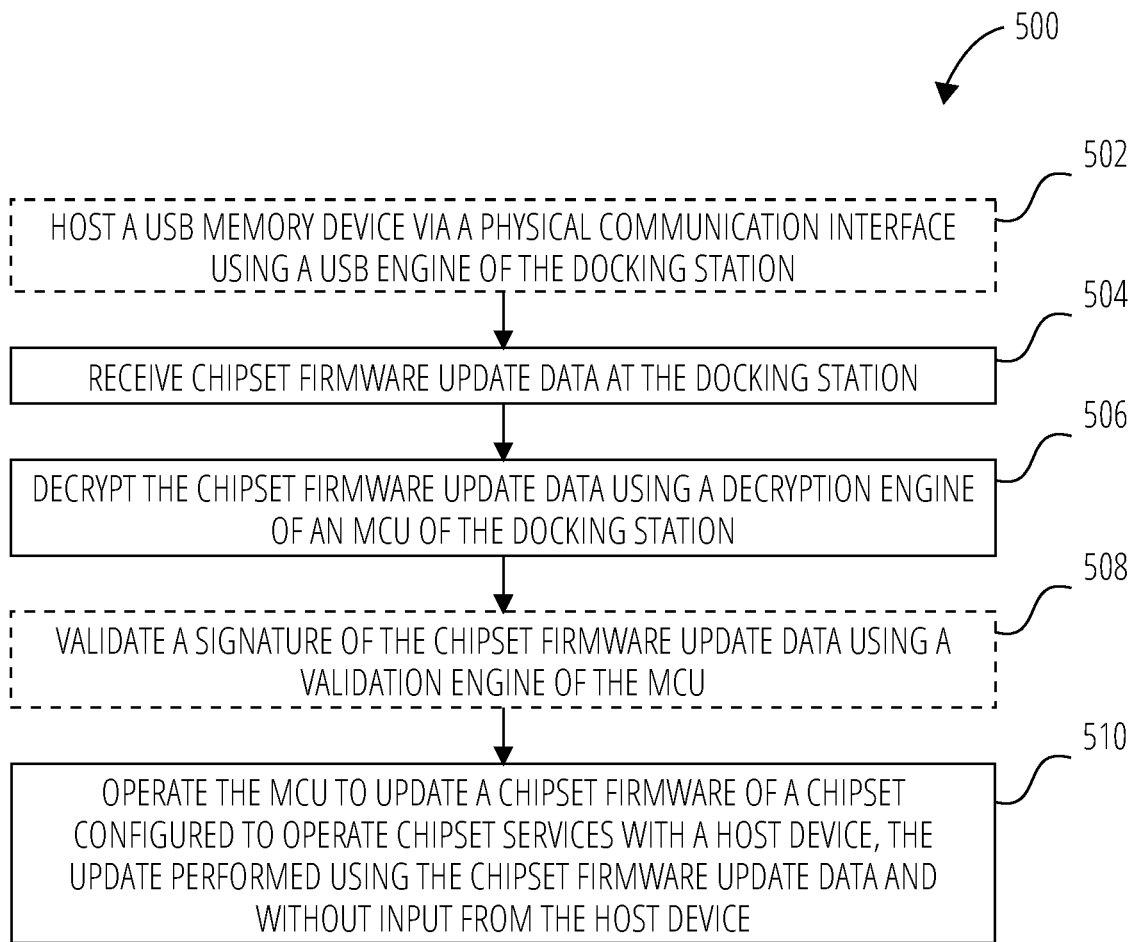 500
502
HOST A USB MEMORY DEVICE VIA A PHYSICAL COMMUNICATION INTERFACE
USING A USB ENGINE OF THE DOCKING STATION
504
RECEIVE CHIPSET FIRMWARE UPDATE DATA AT THE DOCKING STATION
506
DECRYPT THE CHIPSET FIRMWARE UPDATE DATA USING A DECRYPTION ENGINE
OF AN MCU OF THE DOCKING STATION
508
VALIDATE A SIGNATURE OF THE CHIPSET FIRMWARE UPDATE DATA USING A
VALIDATION ENGINE OF THE MCU
510
OPERATE THE MCU TO UPDATE A CHIPSET FIRMWARE OF A CHIPSET
CONFIGURED TO OPERATE CHIPSET SERVICES WITH A HOST DEVICE, THE
UPDATE PERFORMED USING THE CHIPSET FIRMWARE UPDATE DATA AND
WITHOUT INPUT FROM THE HOST DEVICE